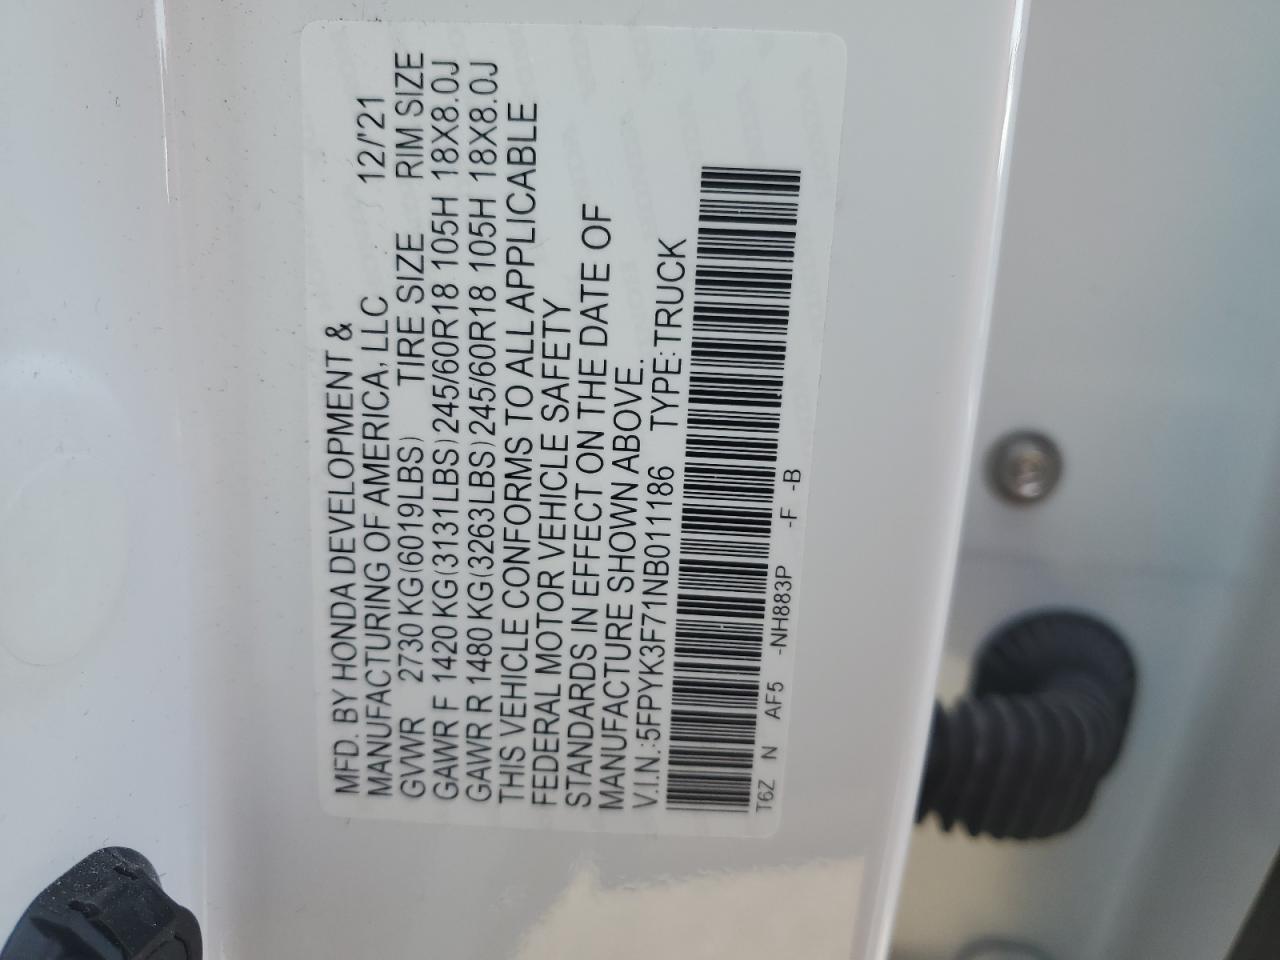 MFD. BY HONDA DEVELOPMENT &
MANUFACTURING OF AMERICA, LLC 12/'21
GVWR 2730 KG(6019LBS) TIRE SIZE RIM SIZE
GAWR F 1420 KG(3131LBS) 245/60R18 105H 18X8.0J
GAWR R 1480 KG(3263LBS) 245/60R18 105H 18X8.0J
THIS VEHICLE CONFORMS TO ALL APPLICABLE
FEDERAL MOTOR VEHICLE SAFETY
STANDARDS IN EFFECT ON THE DATE OF
MANUFACTURE SHOWN ABOVE.
V.I.N.:5FPYK3F71NB011186 TYPE:TRUCK
T6Z N AF5 -NH883P -F -B